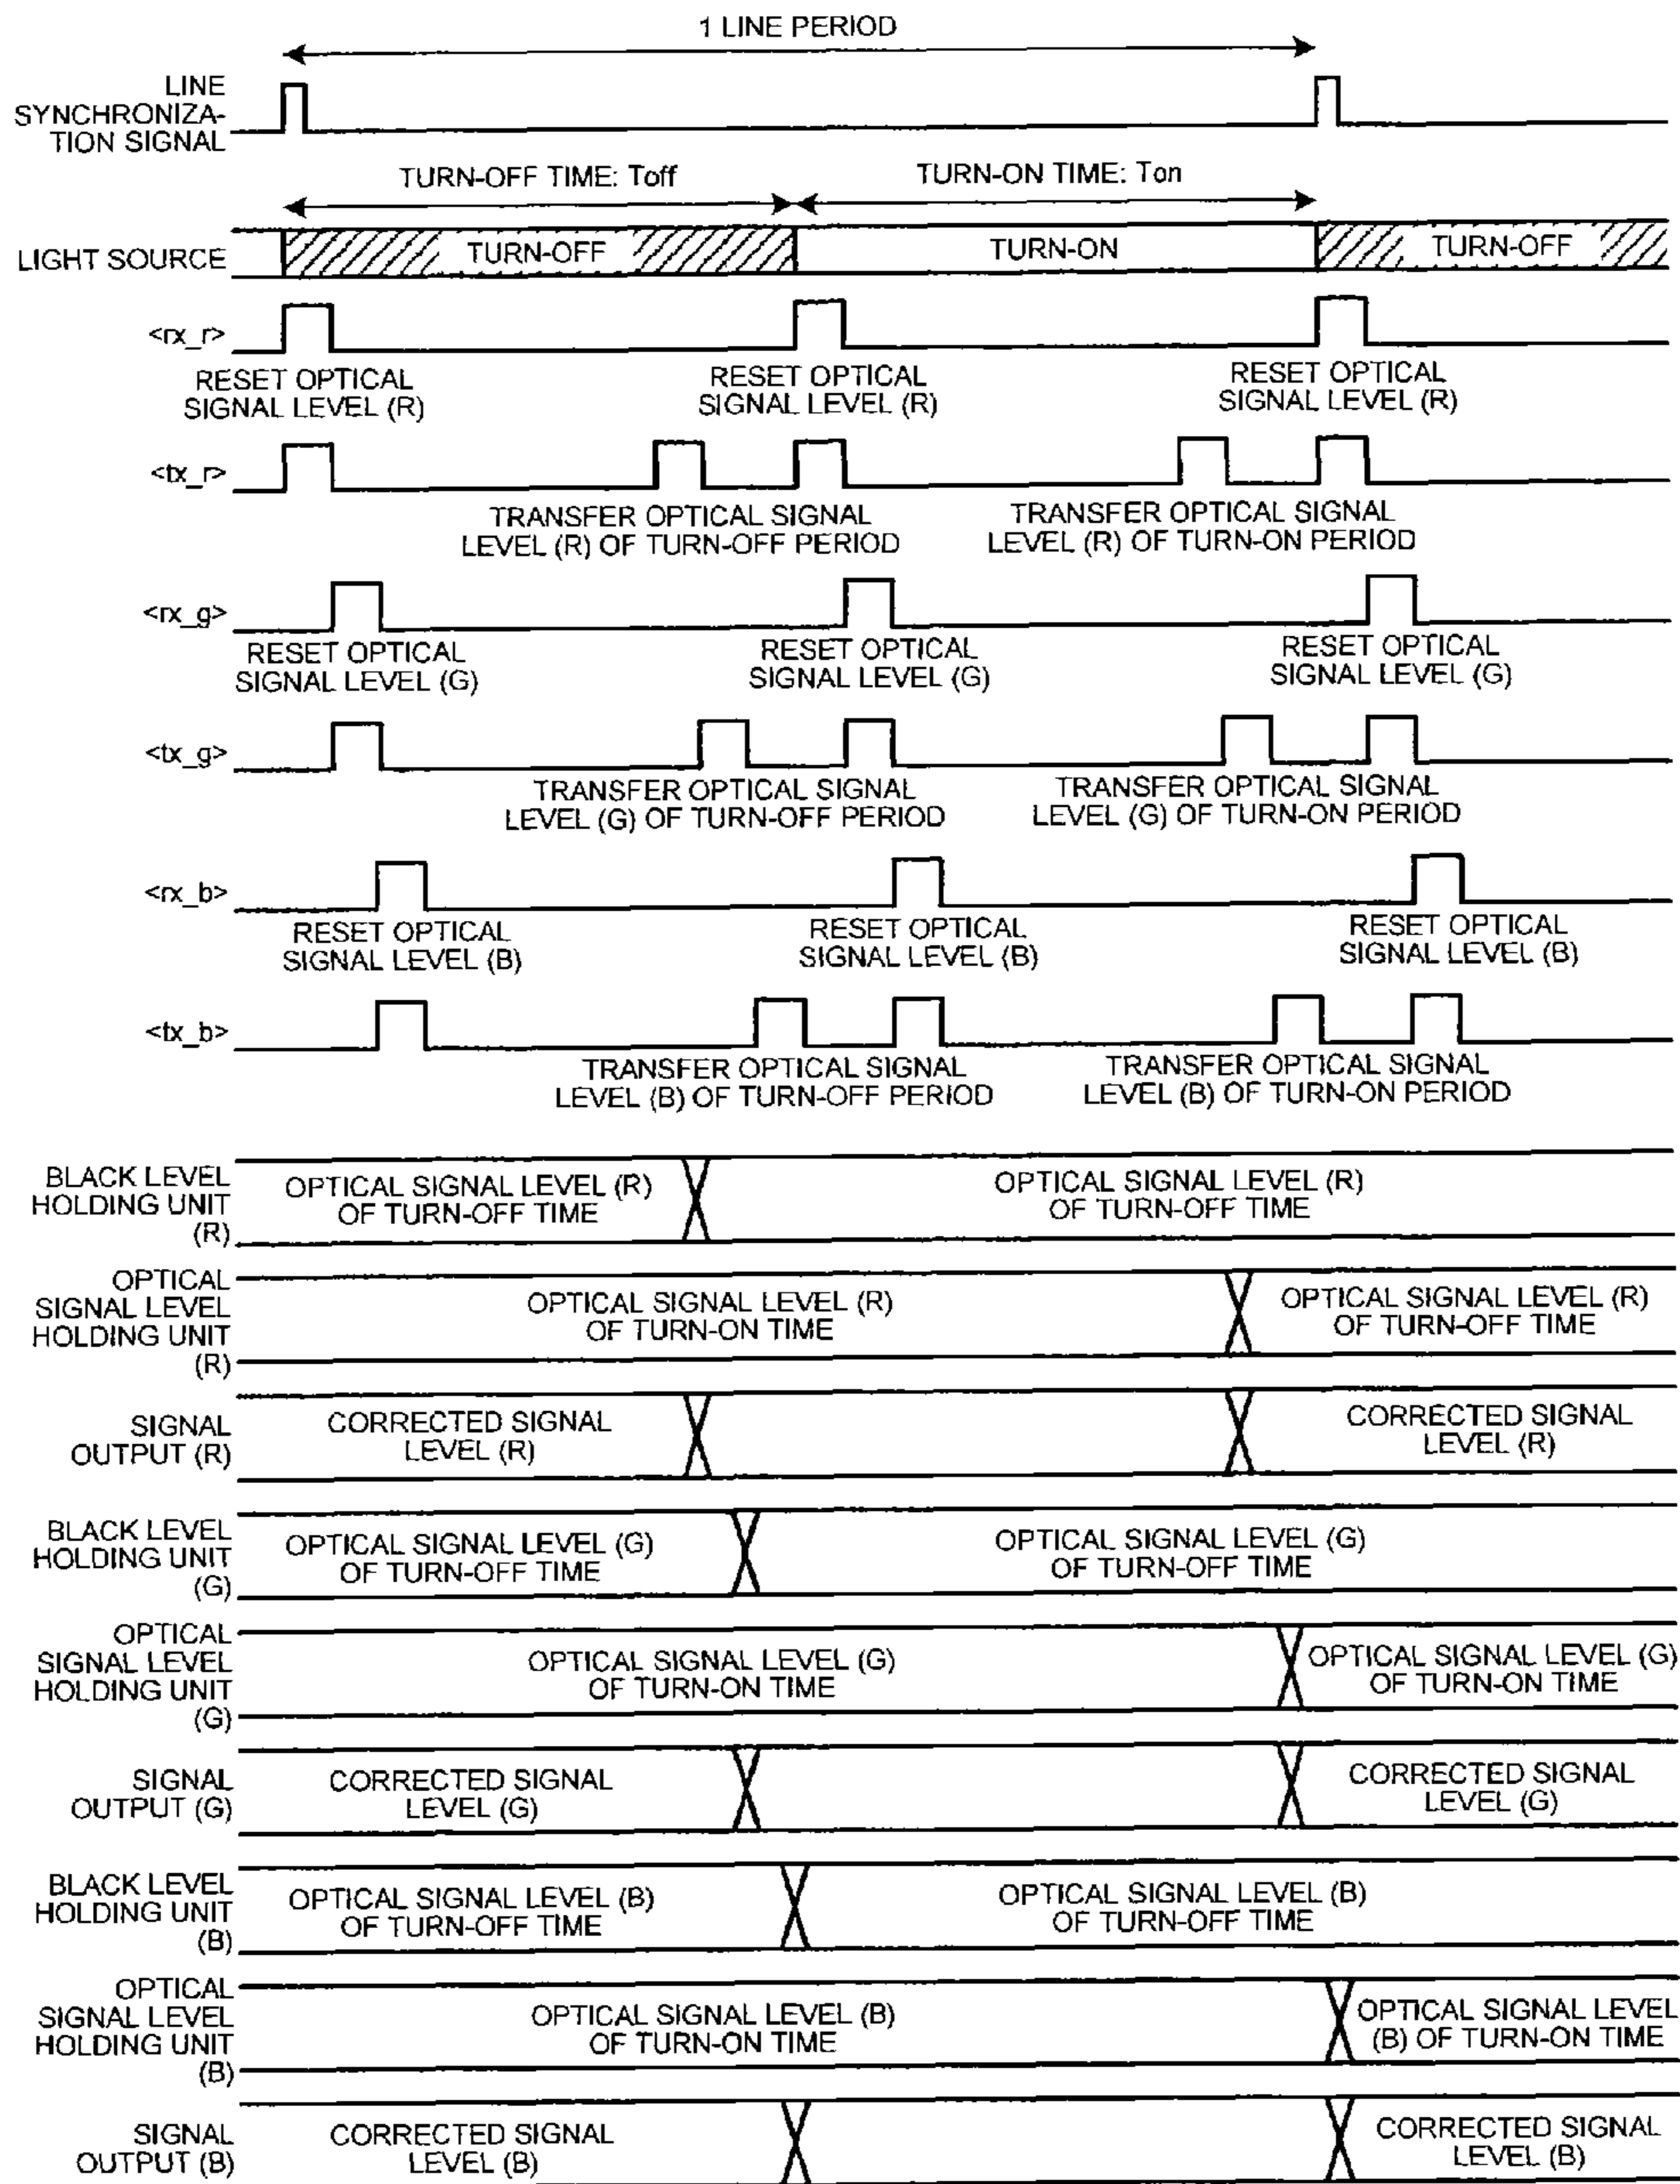 1 LINE PERIOD
LINE
SYNCHRONIZA-
TION SIGNAL
TURN-OFF TIME: Toff
TURN-ON TIME: Ton
LIGHT SOURCE
TURN-OFF
TURN-ON
TURN-OFF
<rx_r>
RESET OPTICAL
SIGNAL LEVEL (R)
RESET OPTICAL
SIGNAL LEVEL (R)
RESET OPTICAL
SIGNAL LEVEL (R)
<tx_r>
TRANSFER OPTICAL SIGNAL
LEVEL (R) OF TURN-OFF PERIOD
TRANSFER OPTICAL SIGNAL
LEVEL (R) OF TURN-ON PERIOD
<rx_g>
RESET OPTICAL
SIGNAL LEVEL (G)
RESET OPTICAL
SIGNAL LEVEL (G)
RESET OPTICAL
SIGNAL LEVEL (G)
<tx_g>
TRANSFER OPTICAL SIGNAL
LEVEL (G) OF TURN-OFF PERIOD
TRANSFER OPTICAL SIGNAL
LEVEL (G) OF TURN-ON PERIOD
<rx_b>
RESET OPTICAL
SIGNAL LEVEL (B)
RESET OPTICAL
SIGNAL LEVEL (B)
RESET OPTICAL
SIGNAL LEVEL (B)
<tx_b>
TRANSFER OPTICAL SIGNAL
LEVEL (B) OF TURN-OFF PERIOD
TRANSFER OPTICAL SIGNAL
LEVEL (B) OF TURN-ON PERIOD
BLACK LEVEL
HOLDING UNIT
(R)
OPTICAL SIGNAL LEVEL (R)
OF TURN-OFF TIME
OPTICAL SIGNAL LEVEL (R)
OF TURN-OFF TIME
OPTICAL
SIGNAL LEVEL
HOLDING UNIT
(R)
OPTICAL SIGNAL LEVEL (R)
OF TURN-ON TIME
OPTICAL SIGNAL LEVEL (R)
OF TURN-OFF TIME
SIGNAL
OUTPUT (R)
CORRECTED SIGNAL
LEVEL (R)
CORRECTED SIGNAL
LEVEL (R)
BLACK LEVEL
HOLDING UNIT
(G)
OPTICAL SIGNAL LEVEL (G)
OF TURN-OFF TIME
OPTICAL SIGNAL LEVEL (G)
OF TURN-OFF TIME
OPTICAL
SIGNAL LEVEL
HOLDING UNIT
(G)
OPTICAL SIGNAL LEVEL (G)
OF TURN-ON TIME
OPTICAL SIGNAL LEVEL (G)
OF TURN-ON TIME
SIGNAL
OUTPUT (G)
CORRECTED SIGNAL
LEVEL (G)
CORRECTED SIGNAL
LEVEL (G)
BLACK LEVEL
HOLDING UNIT
(B)
OPTICAL SIGNAL LEVEL (B)
OF TURN-OFF TIME
OPTICAL SIGNAL LEVEL (B)
OF TURN-OFF TIME
OPTICAL
SIGNAL LEVEL
HOLDING UNIT
(B)
OPTICAL SIGNAL LEVEL (B)
OF TURN-ON TIME
OPTICAL SIGNAL LEVEL
(B) OF TURN-ON TIME
SIGNAL
OUTPUT (B)
CORRECTED SIGNAL
LEVEL (B)
CORRECTED SIGNAL
LEVEL (B)